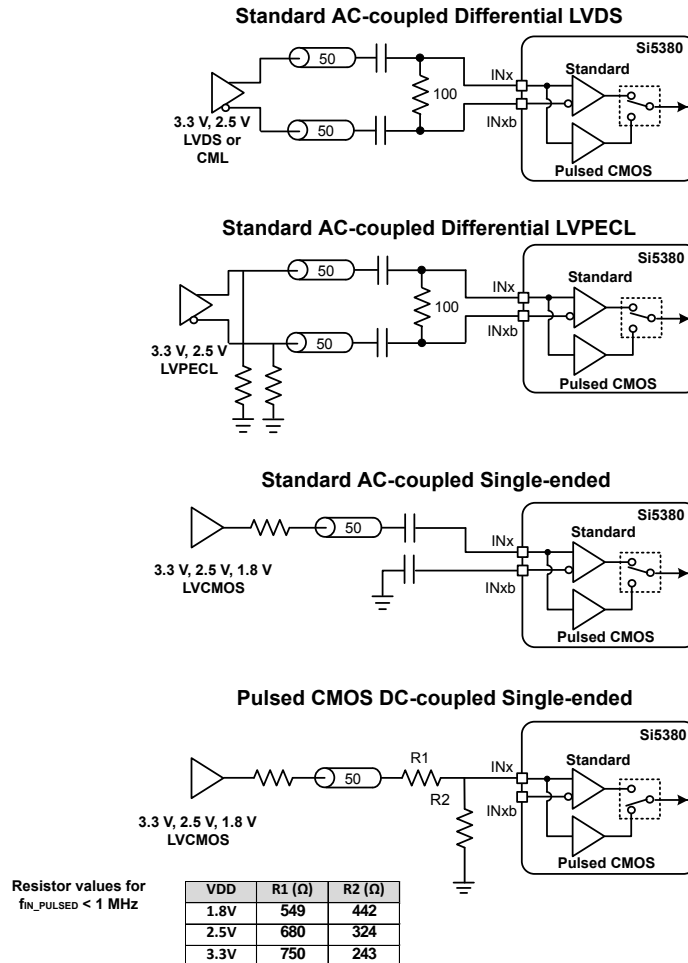 Standard AC-coupled Differential LVDS
Si5380
Standard
50
INx
100
3.3 V, 2.5 V
LVDS or
CML
50
INxb
Pulsed CMOS
Standard AC-coupled Differential LVPECL
Si5380
Standard
50
INx
100
INxb
50
3.3 V, 2.5 V
LVPECL
Pulsed CMOS
Standard AC-coupled Single-ended
Si5380
Standard
50
INx
3.3 V, 2.5 V, 1.8 V
LVCMOS
INxb
Pulsed CMOS
Pulsed CMOS DC-coupled Single-ended
Si5380
Standard
R1
INx
50
R2
INxb
3.3 V, 2.5 V, 1.8 V
LVCMOS
Pulsed CMOS
Resistor values for
fIN_PULSED < 1 MHz
VDD R1 (Ω) R2 (Ω)
1.8V 549 442
2.5V 680 324
3.3V 750 243